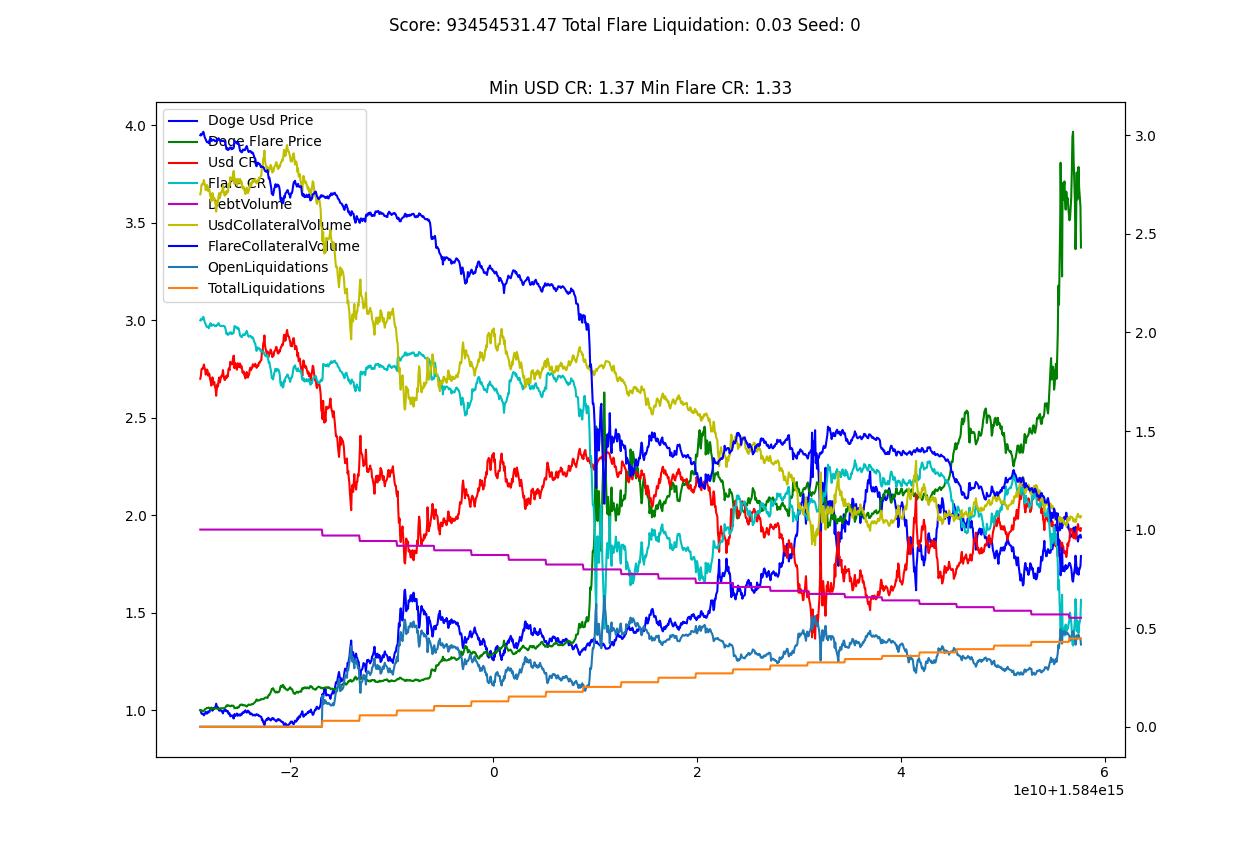 Score: 93454531.47 Total Flare Liquidation: 0.03 Seed: 0
Min USD CR: 1.37 Min Flare CR: 1.33
Doge Usd Price
Doge Flare Price
Usd CR
Flare CR
DebtVolume
UsdCollateralVolume
FlareCollateralVolume
OpenLiquidations
TotalLiquidations
4.0
3.5
3.0
2.5
2.0
1.5
1.0
3.0
2.5
2.0
1.5
1.0
0.5
0.0
−2 0 2 4 6
1e10+1.584e15